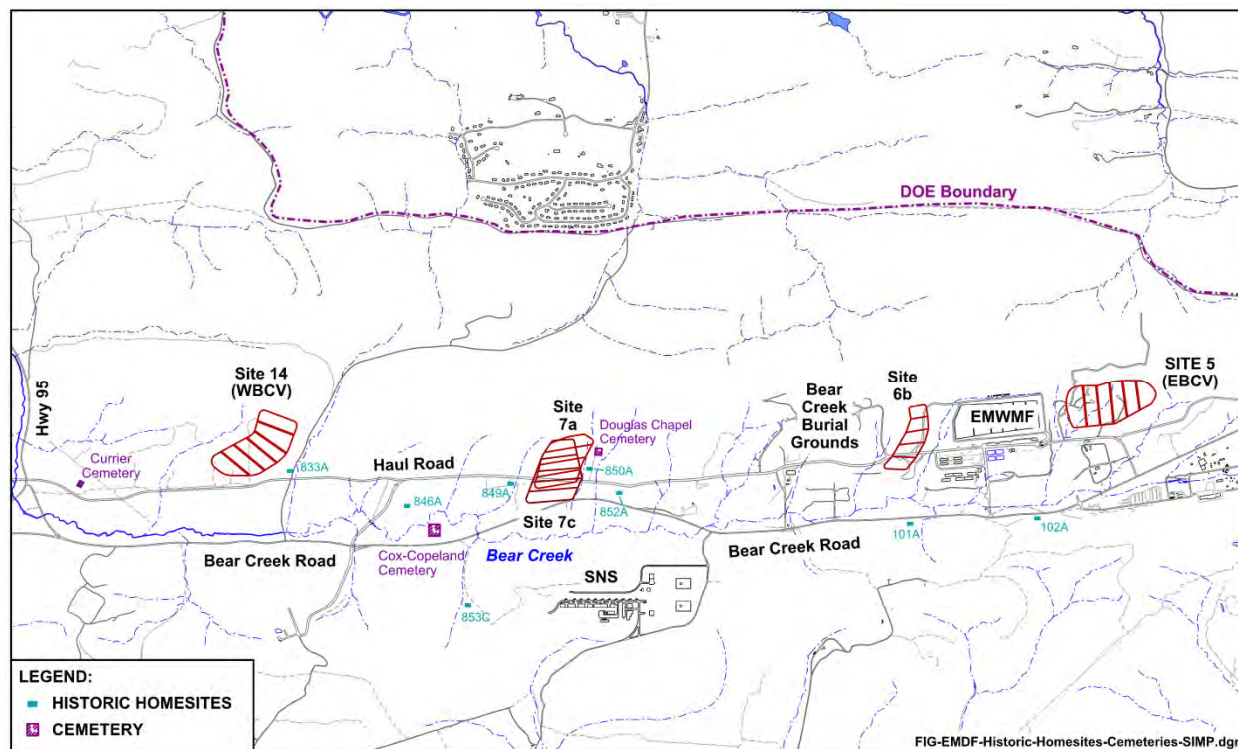 DOE Boundary
Site 14
(WBCV)
Hwy 95
Currier
Cemetery
833A
Haul Road
846A
849A
Site
7a
Douglas Chapel
Cemetery
850A
852A
Site 7c
Bear
Creek
Burial
Grounds
Site
6b
EMWMF
SITE 5
(EBCV)
Bear Creek Road
Cox-Copeland
Cemetery
Bear Creek
853C
SNS
Bear Creek Road
101A
102A
LEGEND:
HISTORIC HOMESITES
CEMETERY
FIG-EMDF-Historic-Homesites-Cemeteries-SIMP.dgn